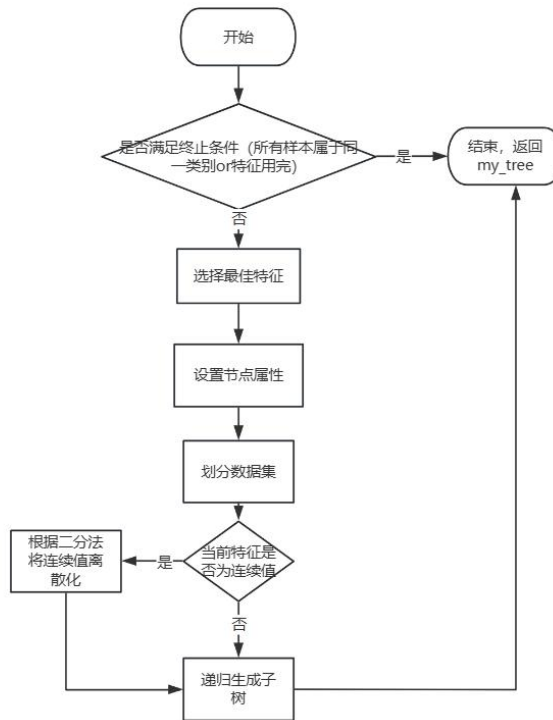 开始
是否满足终止条件（所有样本属于同
一类别or特征用完）
是
结束，返回
my_tree
否
选择最佳特征
设置节点属性
划分数据集
当前特征是
否为连续值
是
根据二分法
将连续值离
散化
否
递归生成子
树